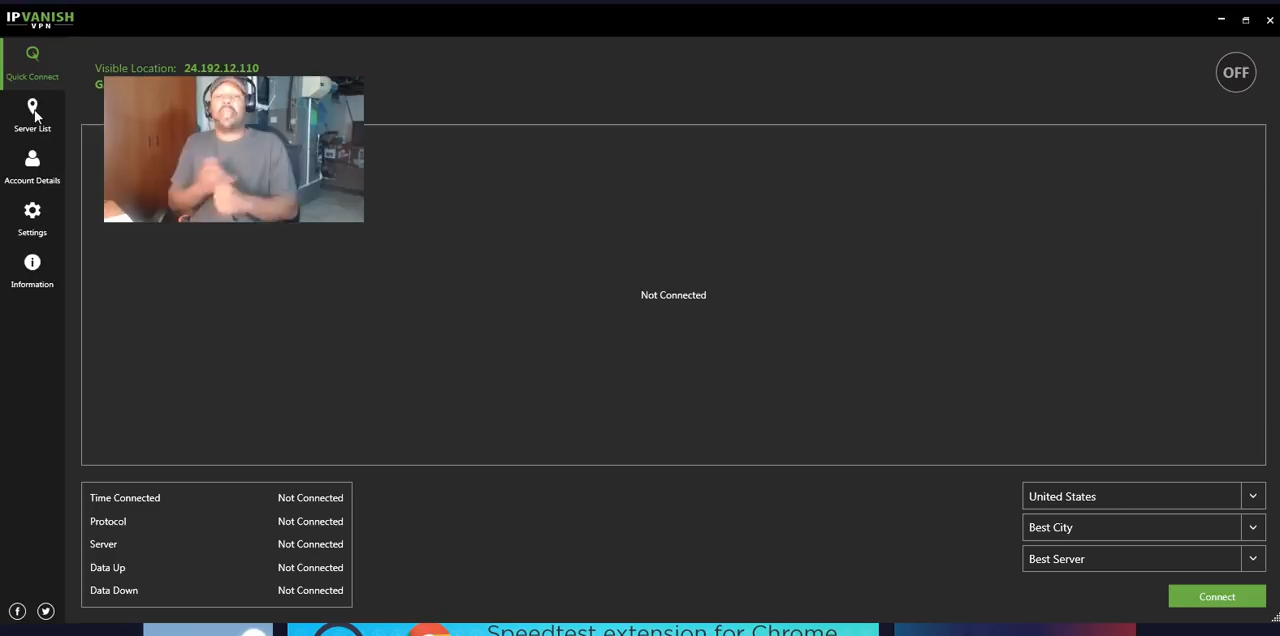 IPVANISH
VPN
Quick Connect
Server List
Account Details
Settings
Information
Visible Location: 24.192.12.110
G
OFF
Not Connected
Time Connected Not Connected
Protocol Not Connected
Server Not Connected
Data Up Not Connected
Data Down Not Connected
United States
Best City
Best Server
Connect
Speedtest extension for Chrome